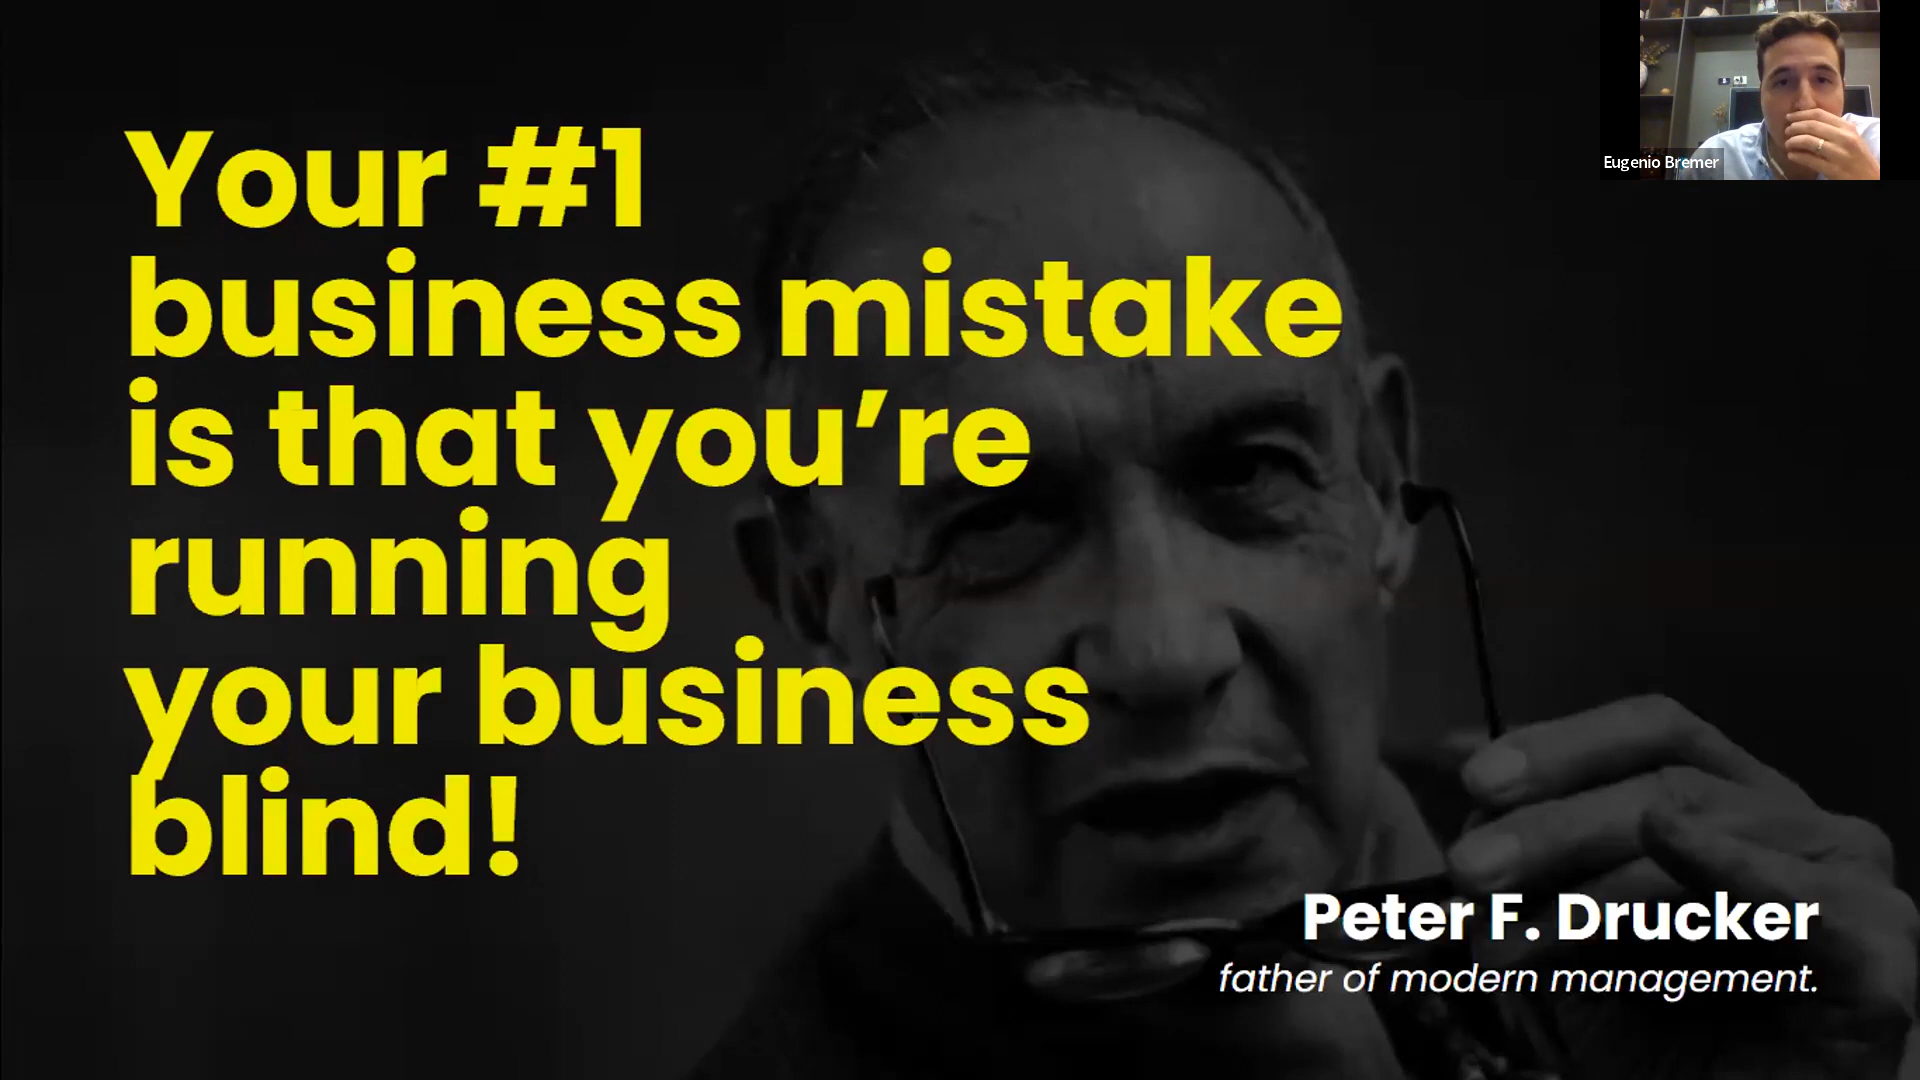 Your #1
business mistake
is that you’re
running
your business
blind!
Peter F. Drucker
father of modern management.
Eugenio Bremer